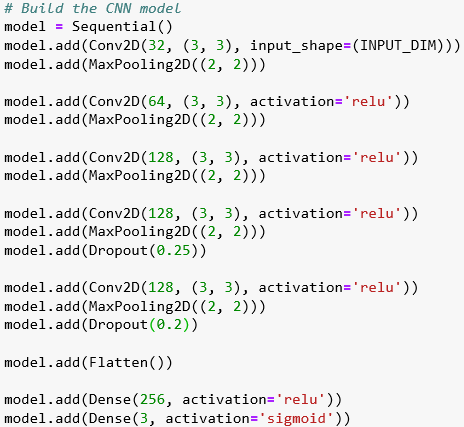 # Build the CNN model
model = Sequential()
model.add(Conv2D(32, (3, 3), input_shape=(INPUT_DIM)))
model.add(MaxPooling2D((2, 2)))
model.add(Conv2D(64, (3, 3), activation='relu'))
model.add(MaxPooling2D((2, 2)))
model.add(Conv2D(128, (3, 3), activation='relu'))
model.add(MaxPooling2D((2, 2)))
model.add(Conv2D(128, (3, 3), activation='relu'))
model.add(MaxPooling2D((2, 2)))
model.add(Dropout(0.25))
model.add(Conv2D(128, (3, 3), activation='relu'))
model.add(MaxPooling2D((2, 2)))
model.add(Dropout(0.2))
model.add(Flatten())
model.add(Dense(256, activation='relu'))
model.add(Dense(3, activation='sigmoid'))